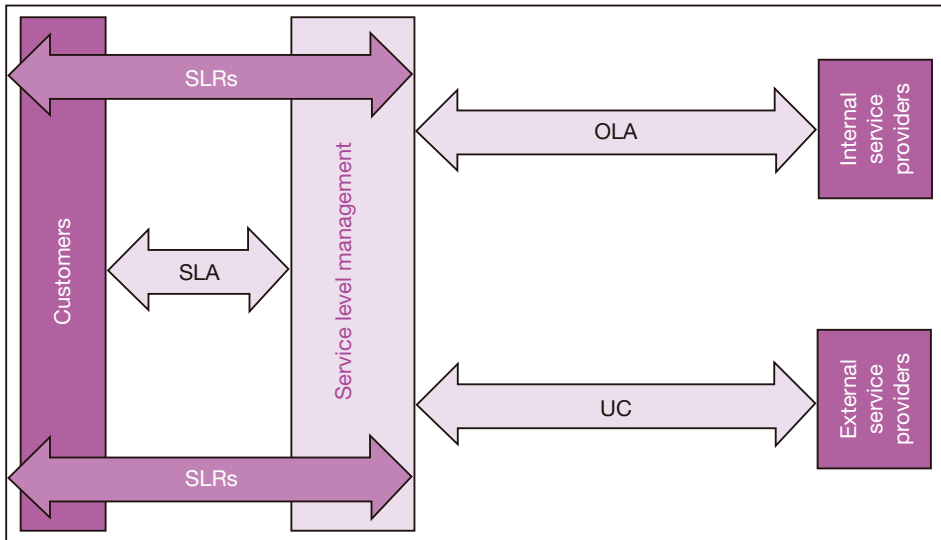 SLRs
OLA
Internal
service
providers
Customers
SLA
Service level management
UC
External
service
providers
SLRs